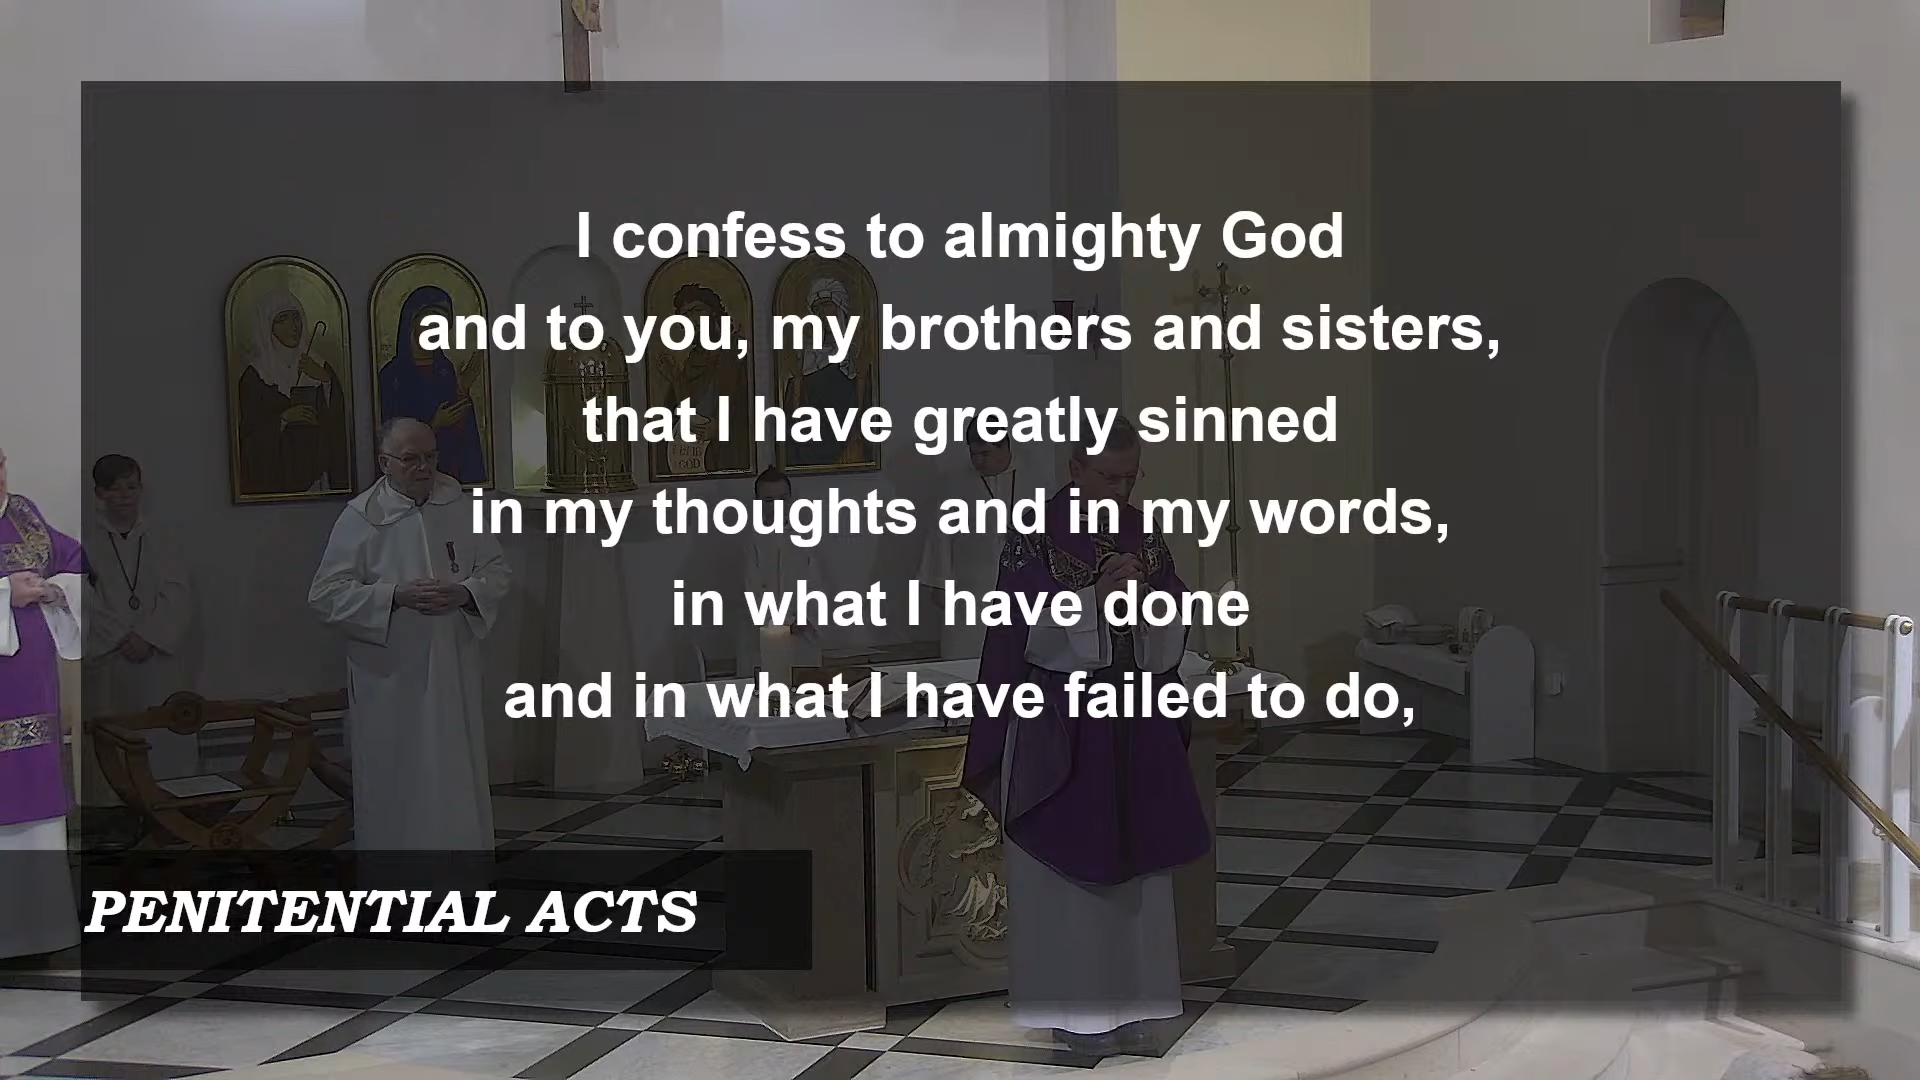 I confess to almighty God
and to you, my brothers and sisters,
that I have greatly sinned
in my thoughts and in my words,
in what I have done
and in what I have failed to do,
PENITENTIAL ACTS